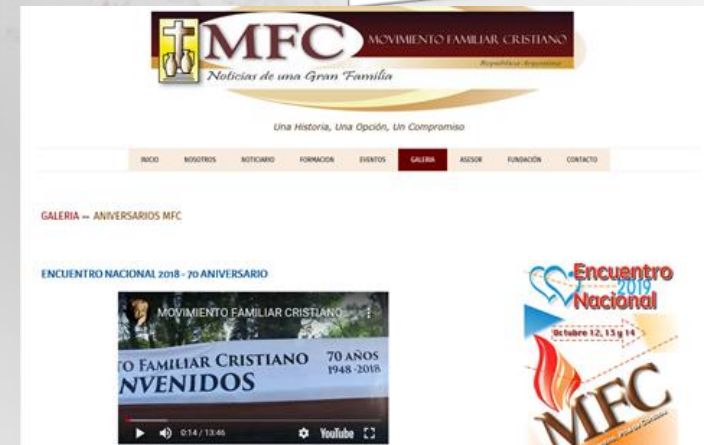 MFC
MOVIMIENTO FAMILIAR CRISTIANO
República Argentina
Noticias de una Gran Familia
Una Historia, Una Opción, Un Compromiso
INICIO NOSOTROS NOTICIARIO FORMACION EVENTOS GALERIA ASESOR FUNDACIÓN CONTACTO
GALERIA - ANIVERSARIOS MFC
ENCUENTRO NACIONAL 2018 - 70 ANIVERSARIO
MOVIMIENTO FAMILIAR CRISTIANO...
O FAMILIAR CRISTIANO 70 AÑOS
NVENIDOS 1948-2018
0:14 / 13:46 YouTube
Encuentro
2019
Nacional
Octubre 12, 13 y 14
MFC